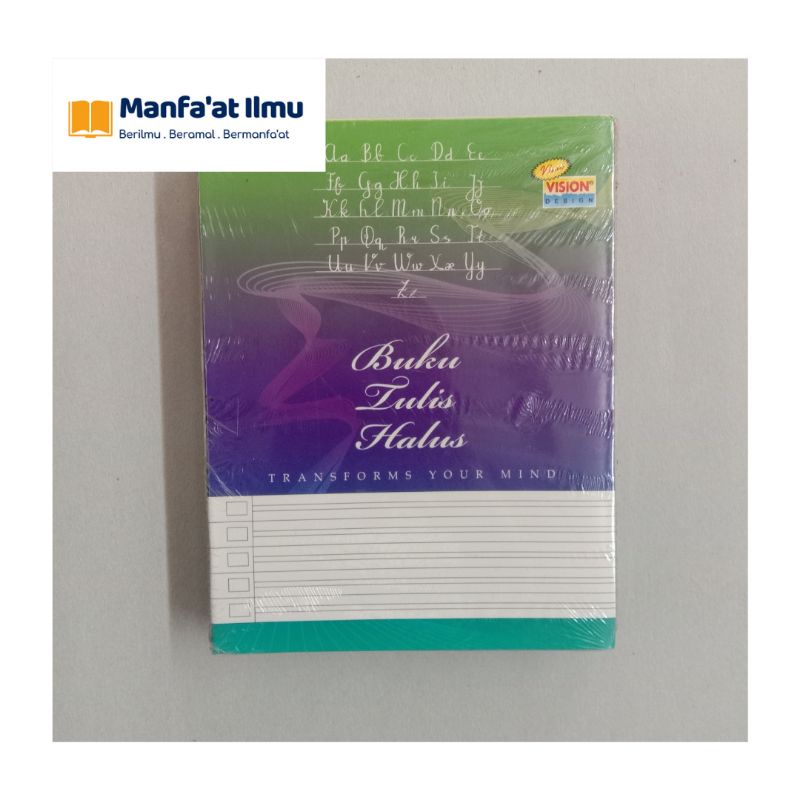 Manfa'at Ilmu
Berilmu . Beramal . Bermanfa'at
Aa Bb Cc Dd Ee
Ff Gg Hh Ii Jj
Kk Ll Mm Nn Oo
Pp Qq Rr Ss Tt
Uu Vv Ww Xx Yy
Zz
VISION
DESIGN
Buku
Tulis
Halus
TRANSFORMS YOUR MIND